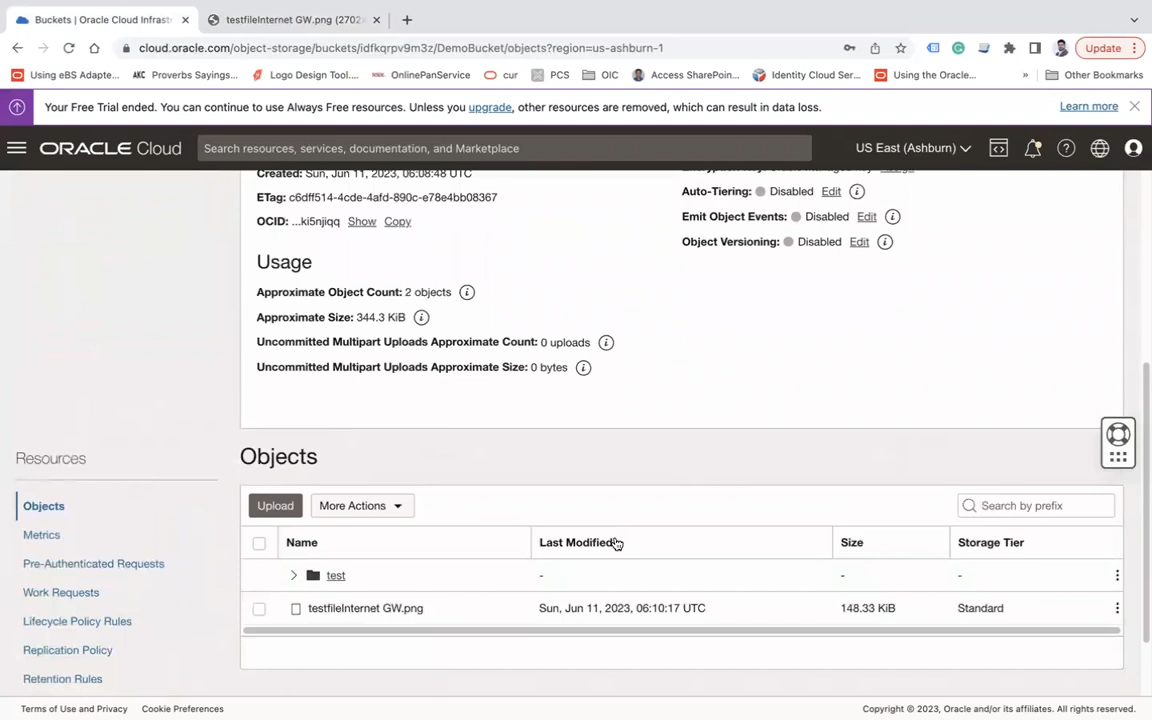 Buckets | Oracle Cloud Infrast
testfileInternet GW.png (2702×
cloud.oracle.com/object-storage/buckets/idfkqrpv9m3z/DemoBucket/objects?region=us-ashburn-1
Update
Using eBS Adapte...
AKC Proverbs Sayings...
Logo Design Tool,...
OnlinePanService
cur
PCS
OIC
Access SharePoin...
Identity Cloud Ser...
Using the Oracle...
»
Other Bookmarks
Your Free Trial ended. You can continue to use Always Free resources. Unless you upgrade, other resources are removed, which can result in data loss.
Learn more
ORACLE Cloud
Search resources, services, documentation, and Marketplace
US East (Ashburn)
Created: Sun, Jun 11, 2023, 06:08:48 UTC
ETag: c6dff514-4cde-4afd-890c-e78e4bb08367
OCID: ...ki5njiqq Show Copy
Auto-Tiering: Disabled Edit
Emit Object Events: Disabled Edit
Object Versioning: Disabled Edit
Usage
Approximate Object Count: 2 objects
Approximate Size: 344.3 KiB
Uncommitted Multipart Uploads Approximate Count: 0 uploads
Uncommitted Multipart Uploads Approximate Size: 0 bytes
Resources
Objects
Metrics
Pre-Authenticated Requests
Work Requests
Lifecycle Policy Rules
Replication Policy
Retention Rules
Objects
Upload
More Actions
Search by prefix
Name Last Modified Size Storage Tier
test - - -
testfileInternet GW.png Sun, Jun 11, 2023, 06:10:17 UTC 148.33 KiB Standard
Terms of Use and Privacy Cookie Preferences
Copyright © 2023, Oracle and/or its affiliates. All rights reserved.